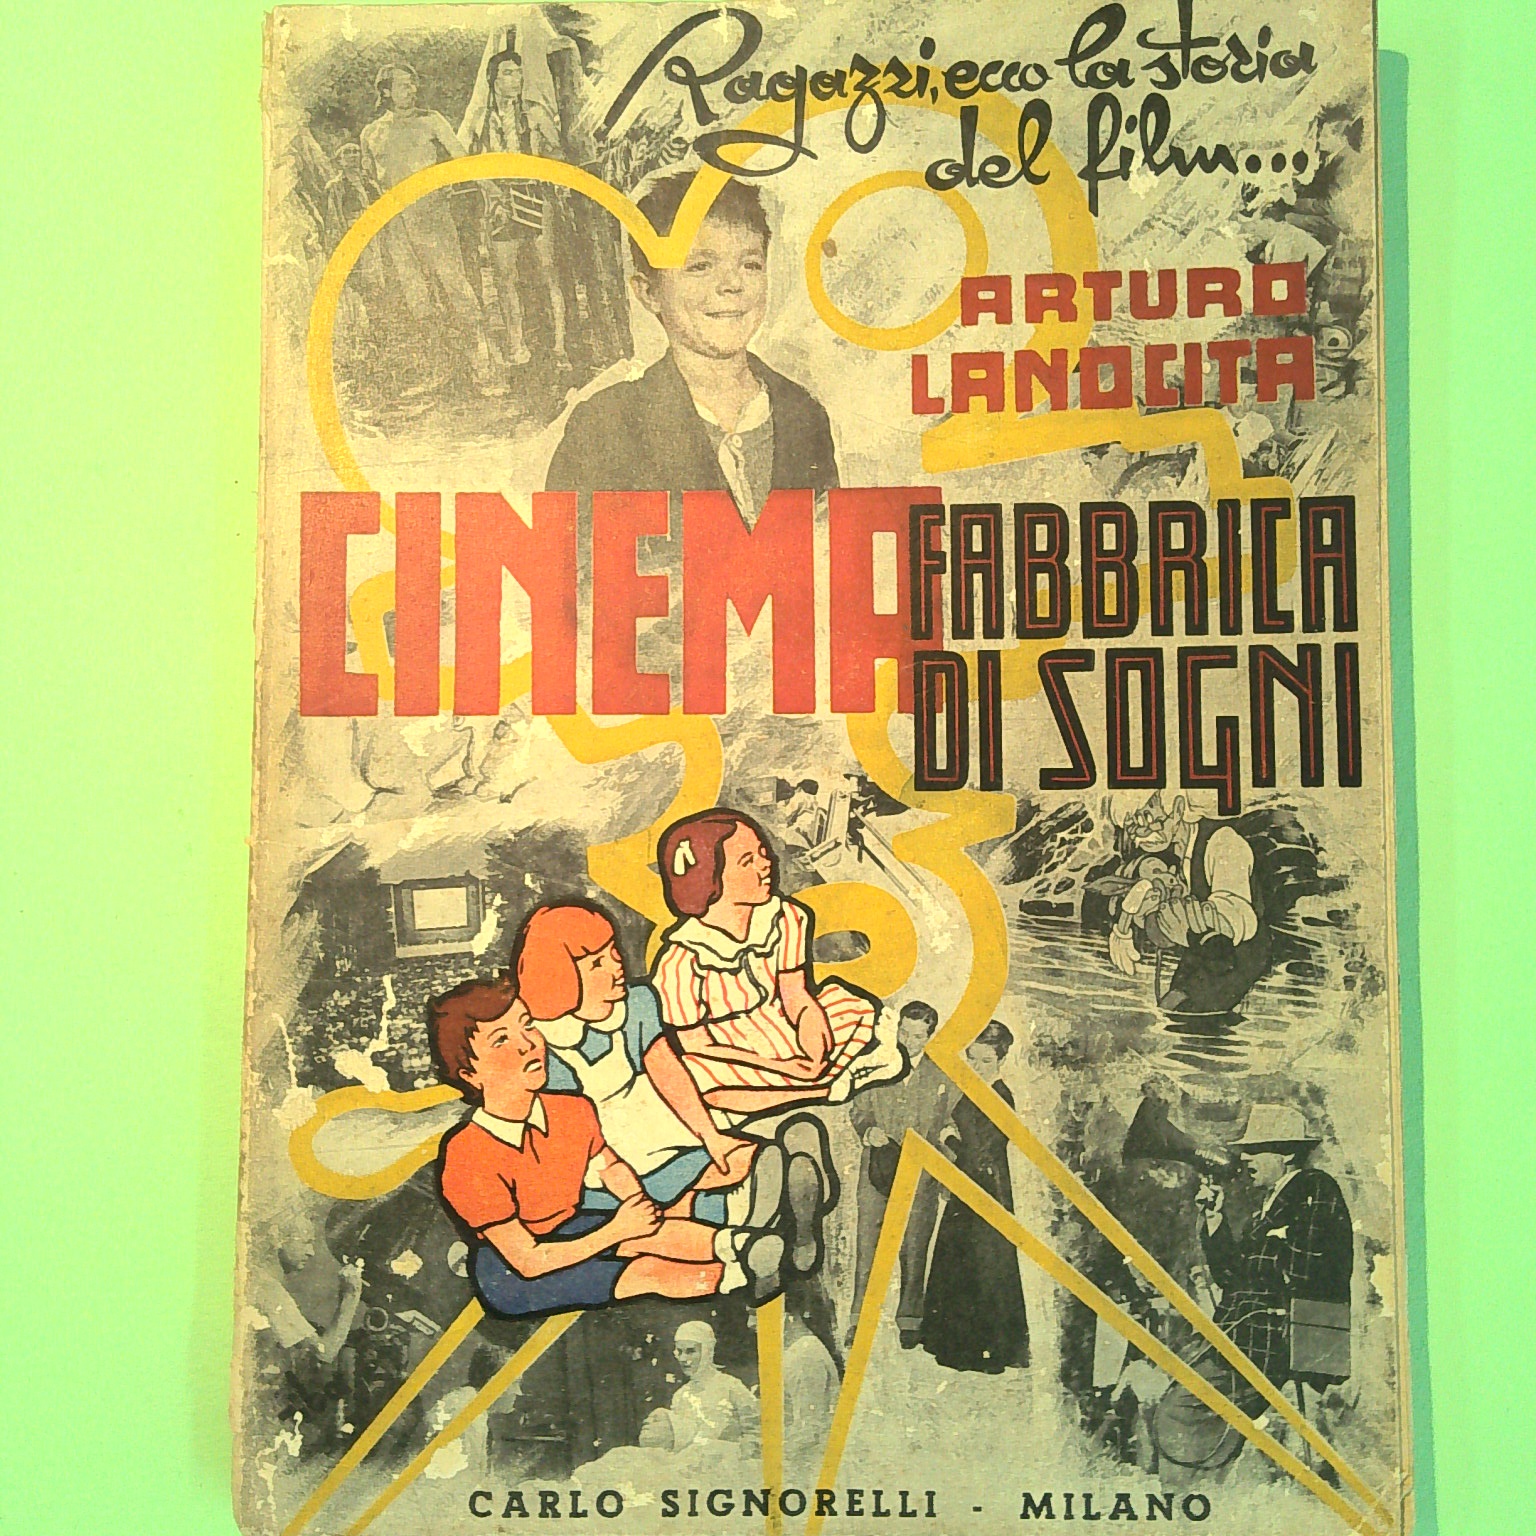 Ragazzi, ecco la storia
del film...
ARTURO
LANOCITA
CINEMA
FABBRICA
DI SOGNI
CARLO SIGNORELLI - MILANO